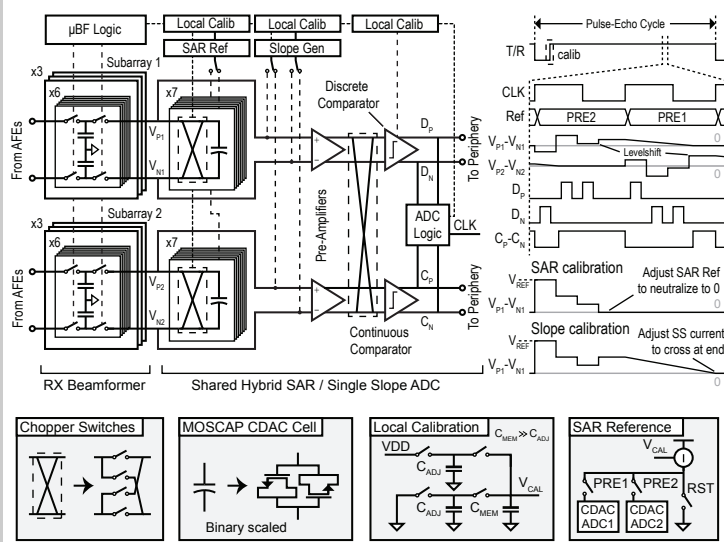 µBF Logic
Local Calib
Local Calib
Local Calib
SAR Ref
Slope Gen
Subarray 1
x3
x6
x7
From AFEs
V_P1
V_N1
Discrete
Comparator
D_P
D_N
To Periphery
Pre-Amplifiers
ADC
Logic
CLK
Subarray 2
x3
x6
x7
From AFEs
V_P2
V_N2
C_P
C_N
To Periphery
Continuous
Comparator
RX Beamformer
Shared Hybrid SAR / Single Slope ADC
Pulse-Echo Cycle
T/R
calib
CLK
Ref
PRE2
PRE1
V_P1-V_N1
0
Levelshift
V_P2-V_N2
0
D_P
D_N
C_P-C_N
SAR calibration
V_REF
Adjust SAR Ref
to neutralize to 0
V_P1-V_N1
0
Slope calibration
V_REF
Adjust SS current
to cross at end
V_P1-V_N1
0
Chopper Switches
MOSCAP CDAC Cell
Binary scaled
Local Calibration
C_MEM ≫ C_ADJ
VDD
C_ADJ
V_CAL
C_ADJ
C_MEM
SAR Reference
V_CAL
I
PRE1
PRE2
RST
CDAC
ADC1
CDAC
ADC2